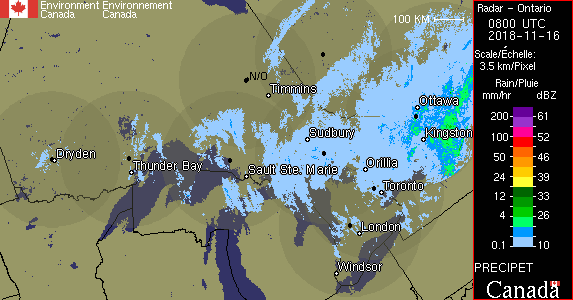 Environment Environnement
Canada Canada
100 KM
N/O
Timmins
Ottawa
Sudbury
Kingston
Dryden
Thunder Bay
Sault Ste. Marie
Orillia
Toronto
London
Windsor
Radar - Ontario
0800 UTC
2018-11-16
Scale/Échelle:
3.5 km/Pixel
Rain/Pluie
mm/hr dBZ
200 61
100 56
50 52
50 46
24 39
12 33
4 26
0.1 10
PRECIPET
Canada